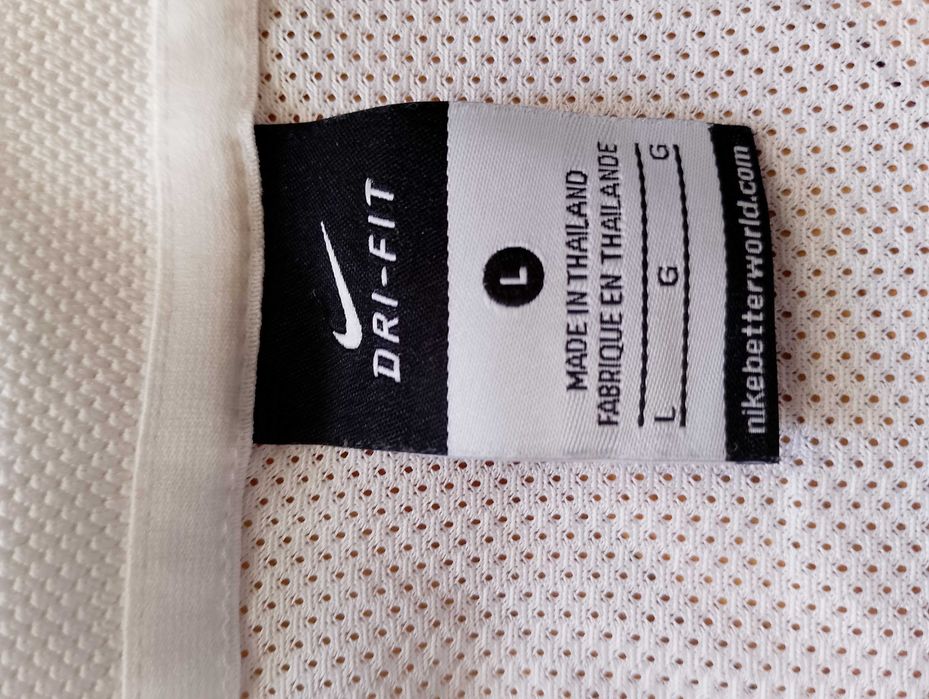 DRI-FIT
L
MADE IN THAILAND
FABRIQUE EN THAILANDE
L G G
nikebetterworld.com